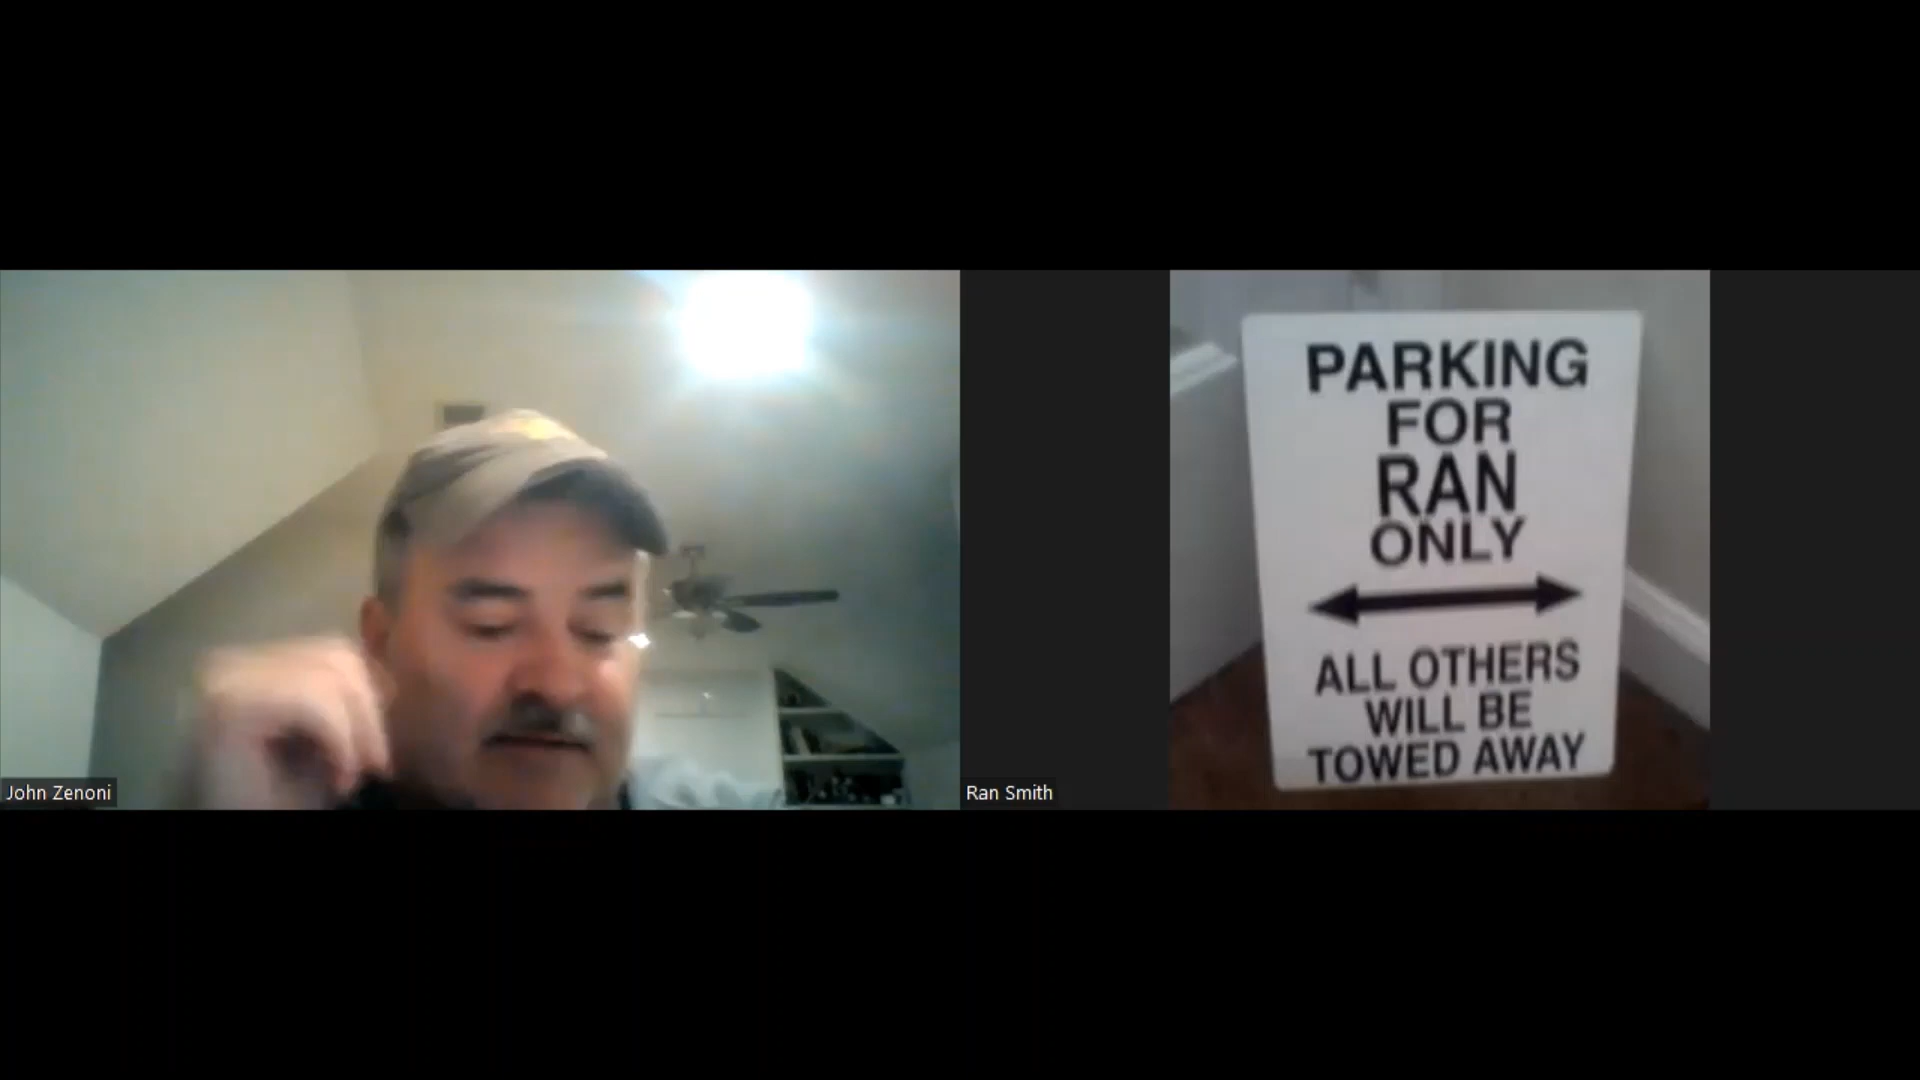 PARKING
FOR
RAN
ONLY
ALL OTHERS
WILL BE
TOWED AWAY
John Zenoni
Ran Smith